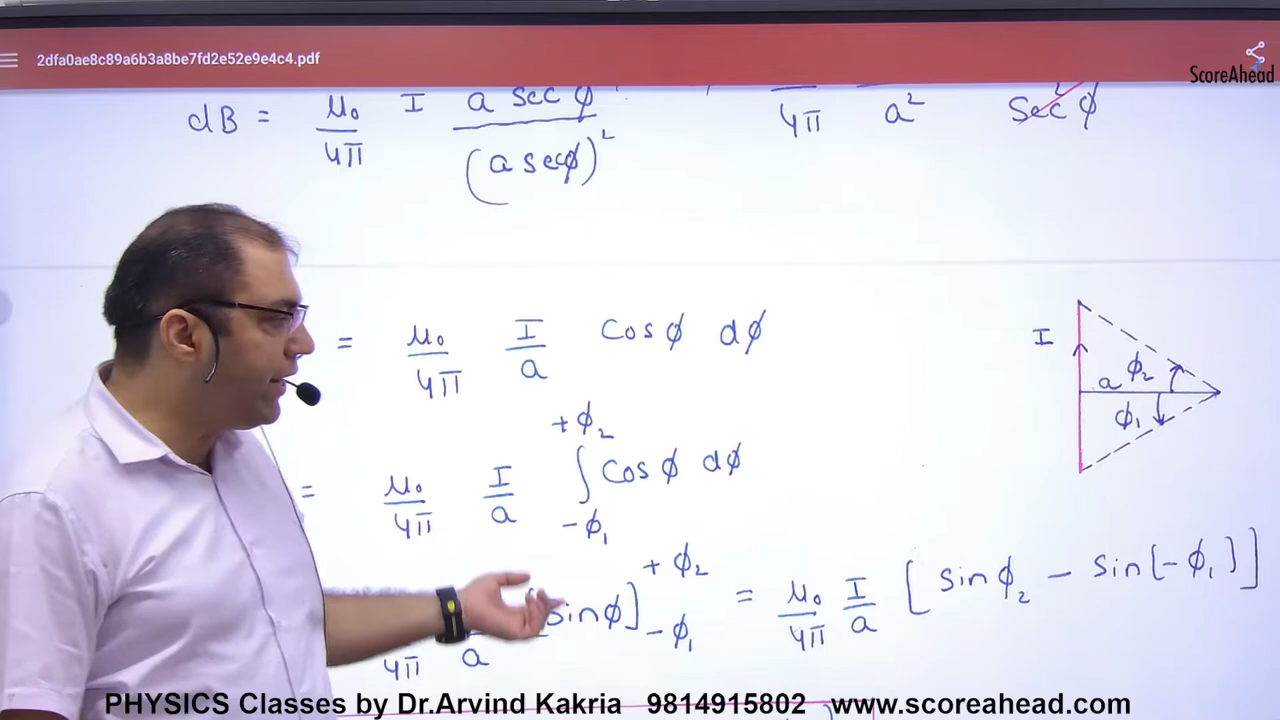 2dfa0ae8c89a6b3a8be7fd2e52e9e4c4.pdf
ScoreAhead
dB = μ₀/4π I a sec φ/(a sec φ)²
4π a² sec² φ
= μ₀/4π I/a Cos φ dφ
I
a φ₂
φ₁
= μ₀/4π I/a ∫_{-φ₁}^{+φ₂} Cos φ dφ
4π a [sin φ]_{-φ₁}^{+φ₂} = μ₀/4π I/a [sin φ₂ - sin(-φ₁)]
PHYSICS Classes by Dr.Arvind Kakria 9814915802 www.scoreahead.com